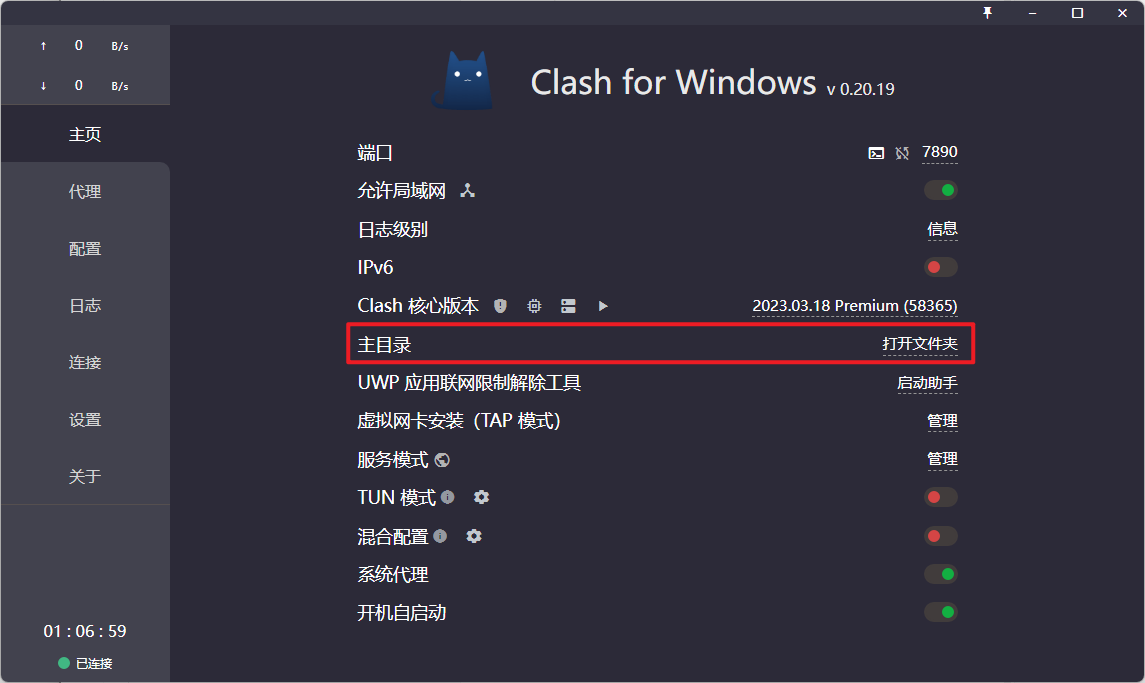 ↑ 0 B/s
↓ 0 B/s
主页
代理
配置
日志
连接
设置
关于
01 : 06 : 59
已连接
Clash for Windows v 0.20.19
端口 7890
允许局域网
日志级别 信息
IPv6
Clash 核心版本 2023.03.18 Premium (58365)
主目录 打开文件夹
UWP 应用联网限制解除工具 启动助手
虚拟网卡安装（TAP 模式） 管理
服务模式 管理
TUN 模式
混合配置
系统代理
开机自启动